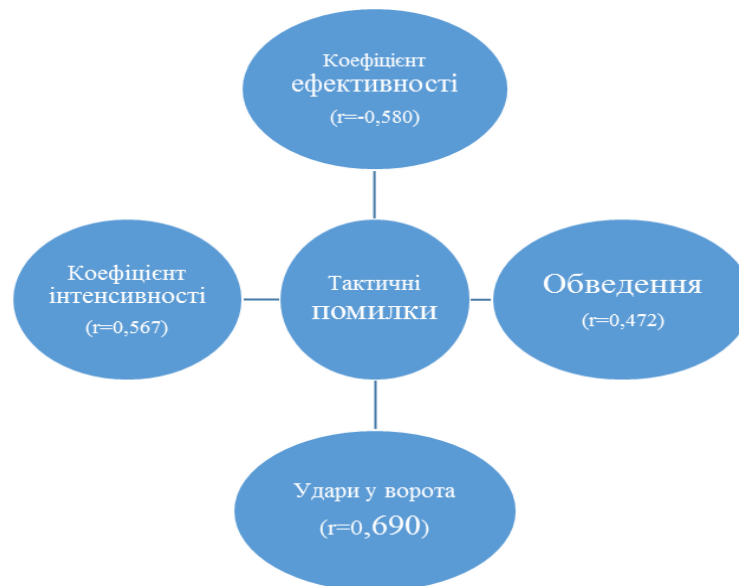 Коефіцієнт
ефективності
(r=-0,580)
Коефіцієнт
інтенсивності
(r=0,567)
Тактичні
помилки
Обведення
(r=0,472)
Удари у ворота
(r=0,690)